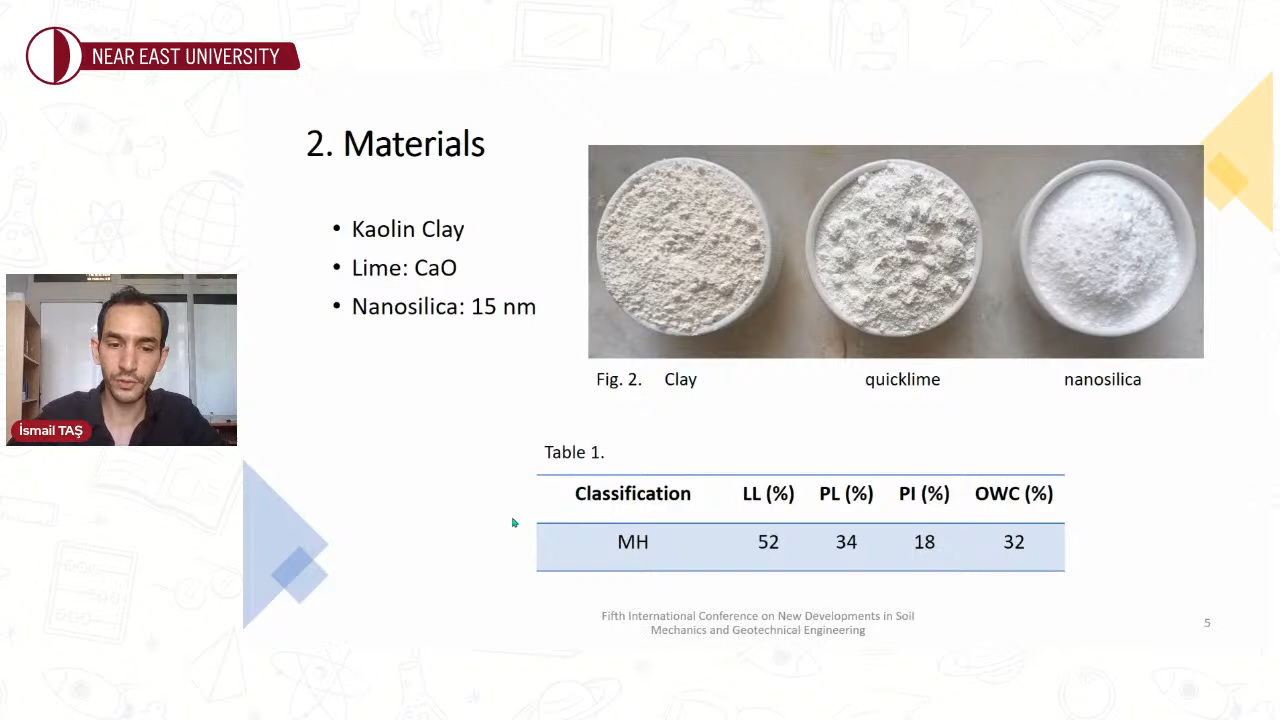 NEAR EAST UNIVERSITY
2. Materials
• Kaolin Clay
• Lime: CaO
• Nanosilica: 15 nm
Fig. 2. Clay quicklime nanosilica
İsmail TAŞ
Table 1.
Classification LL (%) PL (%) PI (%) OWC (%)
MH 52 34 18 32
Fifth International Conference on New Developments in Soil
Mechanics and Geotechnical Engineering
5